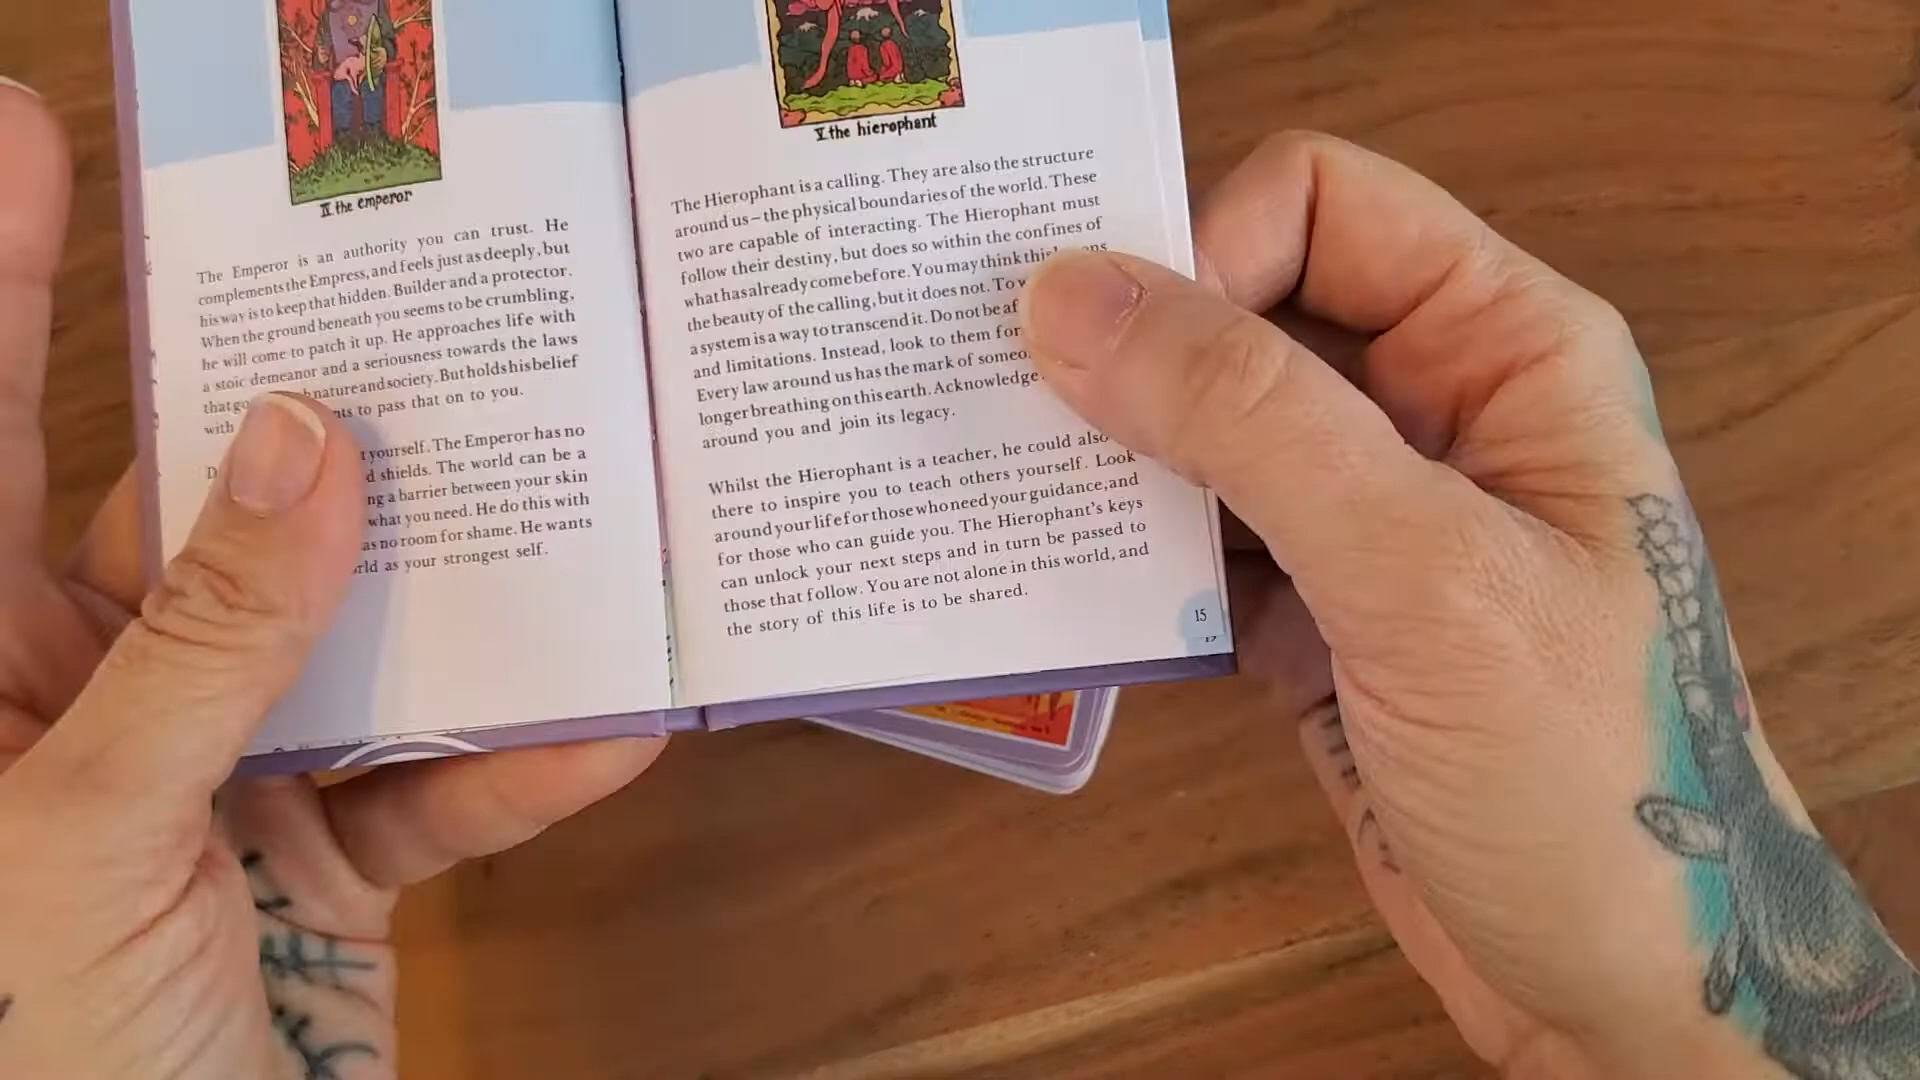 IV the emperor
The Emperor is an authority you can trust. He
complements the Empress, and feels just as deeply, but
his way is to keep that hidden. Builder and a protector.
When the ground beneath you seems to be crumbling,
he will come to patch it up. He approaches life with
a stoic demeanor and a seriousness towards the laws
that nature and society. But holds his belief
with to pass that on to you.
yourself. The Emperor has no
shields. The world can be a
a barrier between your skin
what you need. He do this with
no room for shame. He wants
as your strongest self.
V the hierophant
The Hierophant is a calling. They are also the structure
around us – the physical boundaries of the world. These
two are capable of interacting. The Hierophant must
follow their destiny, but does so within the confines of
what has already come before. You may think this
the beauty of the calling, but it does not. To
a system is a way to transcend it. Do not be
and limitations. Instead, look to them for
Every law around us has the mark of
longer breathing on this earth. Acknowledge
around you and join its legacy.
Whilst the Hierophant is a teacher, he could also
there to inspire you to teach others yourself. Look
around your life for those who need your guidance, and
for those who can guide you. The Hierophant's keys
can unlock your next steps and in turn be passed to
those that follow. You are not alone in this world, and
the story of this life is to be shared.
15